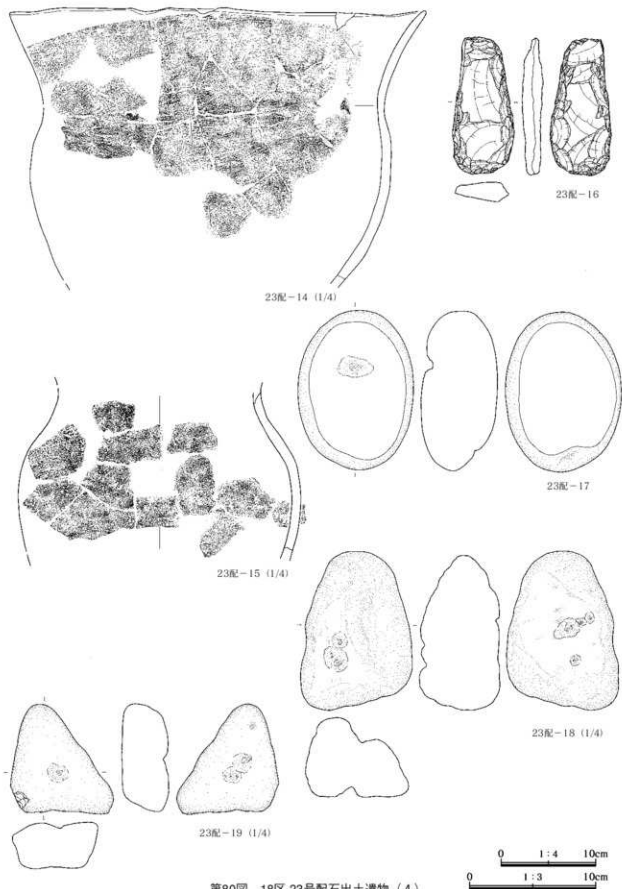 23配-14 (1/4)
23配-16
23配-17
23配-15 (1/4)
23配-18 (1/4)
23配-19 (1/4)
0 1:4 10cm
0 1:3 10cm
第80図 18区 23号配石出土遺物（4）